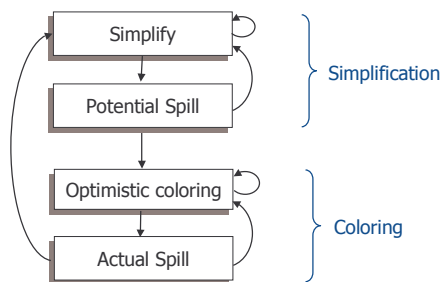 Simplify
Simplification
Potential Spill
Optimistic coloring
Coloring
Actual Spill